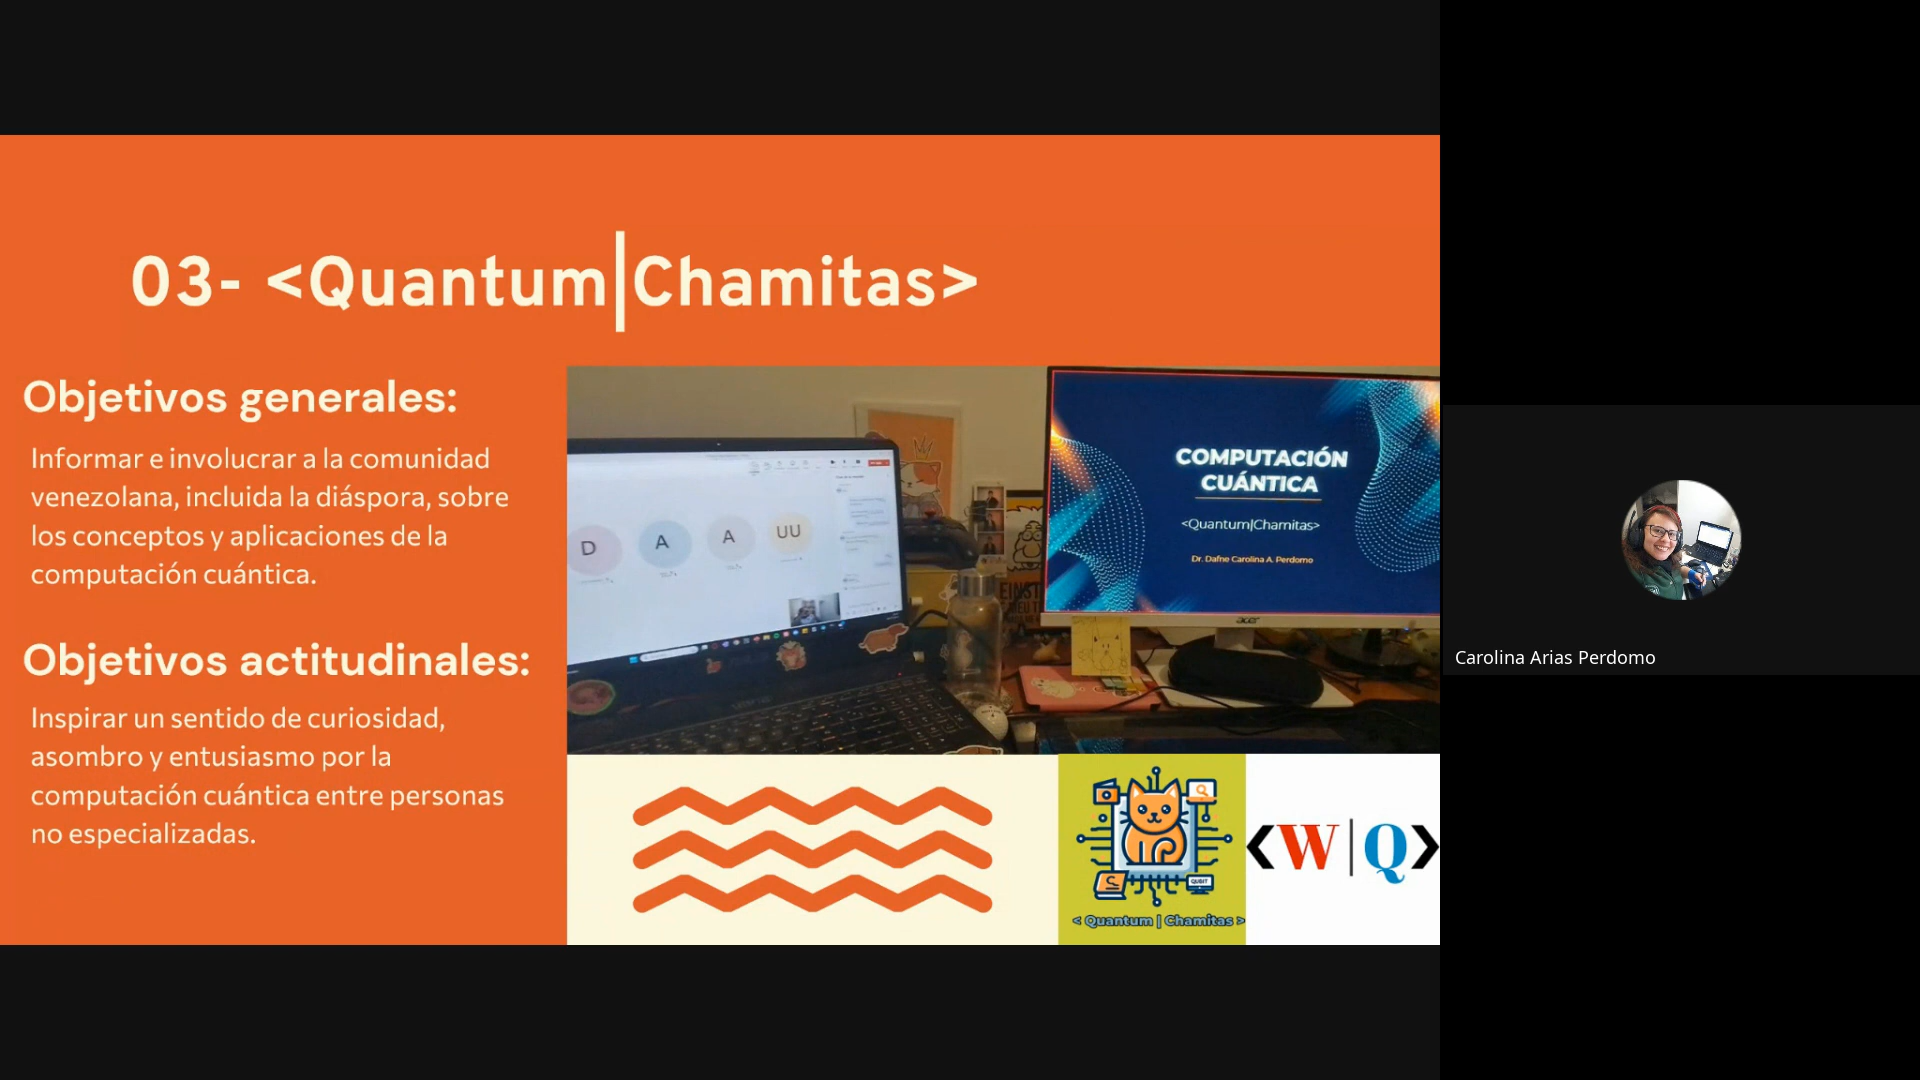 03- <Quantum|Chamitas>
Objetivos generales:
Informar e involucrar a la comunidad
venezolana, incluida la diáspora, sobre
los conceptos y aplicaciones de la
computación cuántica.
Objetivos actitudinales:
Inspirar un sentido de curiosidad,
asombro y entusiasmo por la
computación cuántica entre personas
no especializadas.
D
A
A
UU
COMPUTACIÓN
CUÁNTICA
<Quantum|Chamitas>
Dr. Dafne Carolina A. Perdomo
acer
QUBIT
< Quantum | Chamitas >
<W|Q>
Carolina Arias Perdomo